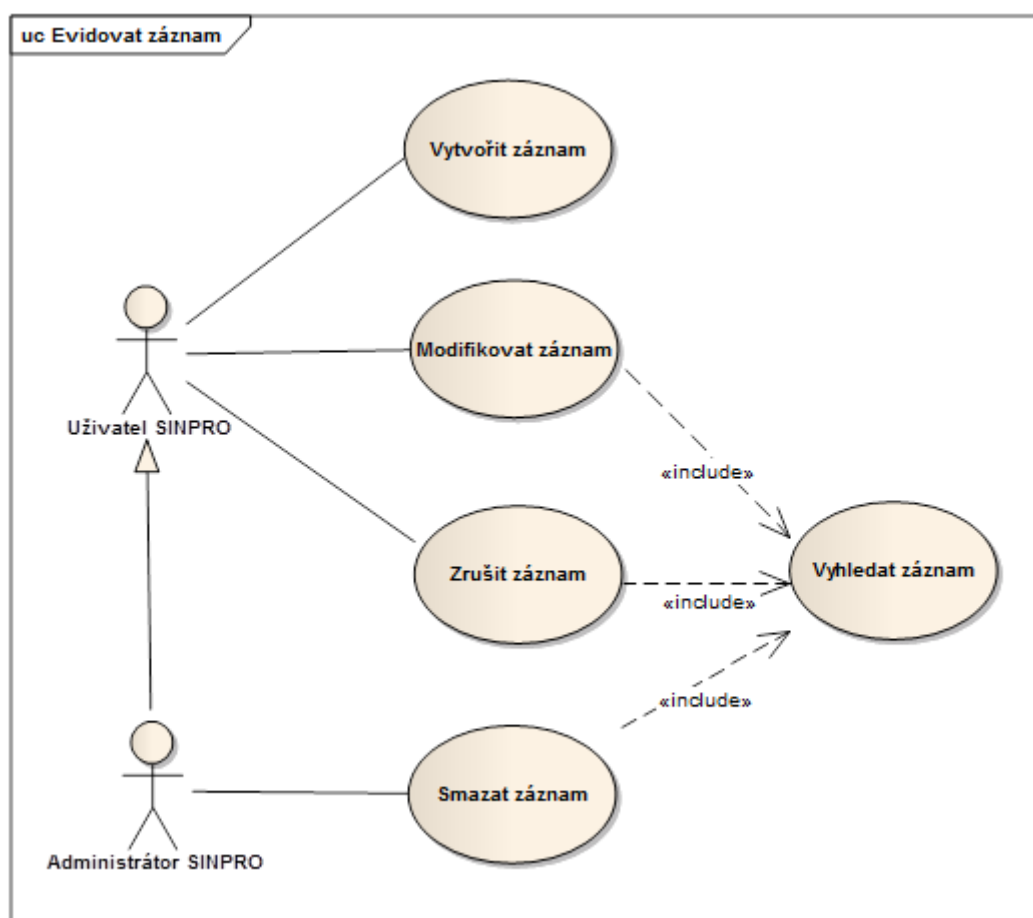 uc Evidovat záznam
Vytvořit záznam
Modifikovat záznam
Uživatel SINPRO
«include»
Zrušit záznam
Vyhledat záznam
«include»
«include»
Smazat záznam
Administrátor SINPRO